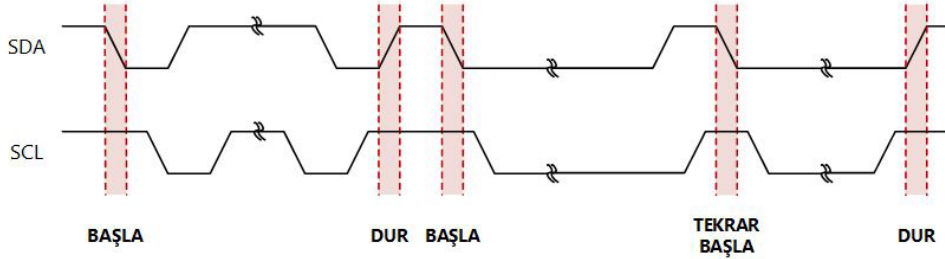 SDA
SCL
BAŞLA
DUR
BAŞLA
TEKRAR
BAŞLA
DUR